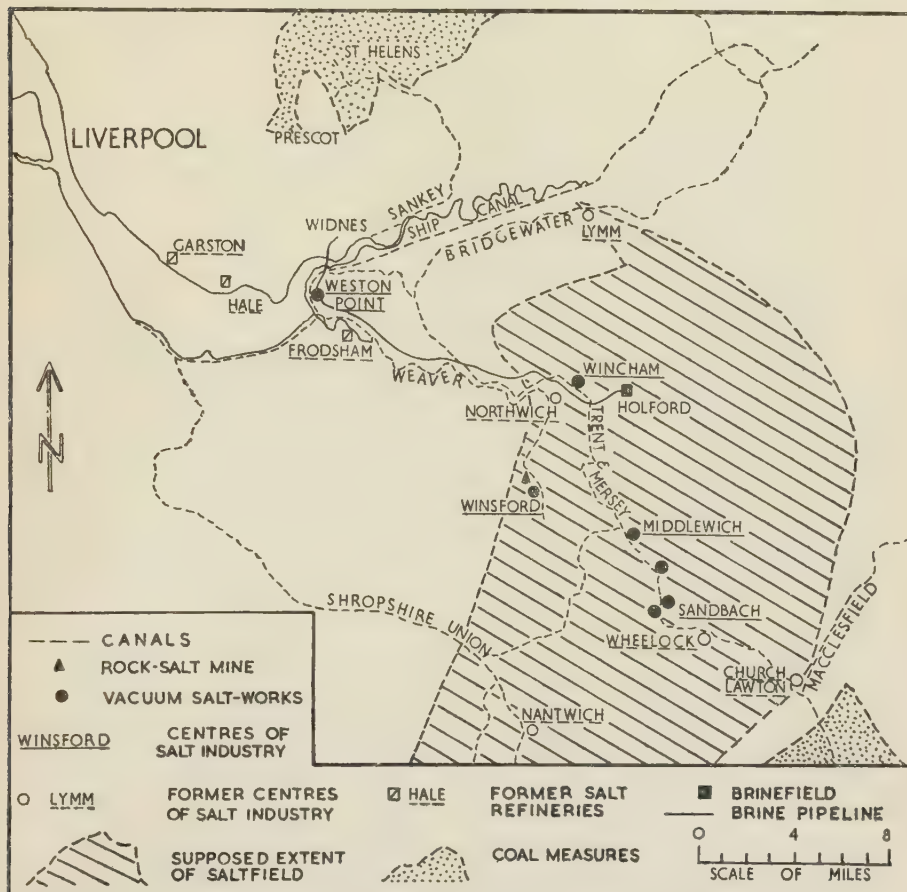 ST HELENS
PRESCOT
LIVERPOOL
SANKEY
SHIP CANAL
WIDNES
BRIDGEWATER
LYMM
GARSTON
HALE
WESTON
POINT
FRODSHAM
WEAVER
WINCHAM
HOLFORD
NORTHWICH
TRENT & MERSEY
N
WINSFORD
MIDDLEWICH
SANDBACH
SHROPSHIRE UNION
WHEELOCK
MACCLESFIELD
CHURCH
LAWTON
NANTWICH
CANALS
ROCK-SALT MINE
VACUUM SALT-WORKS
WINSFORD CENTRES OF
SALT INDUSTRY
LYMM FORMER CENTRES
OF SALT INDUSTRY
HALE FORMER SALT
REFINERIES
BRINEFIELD
BRINE PIPELINE
SUPPOSED EXTENT
OF SALTFIELD
COAL MEASURES
0 4 8
SCALE OF MILES